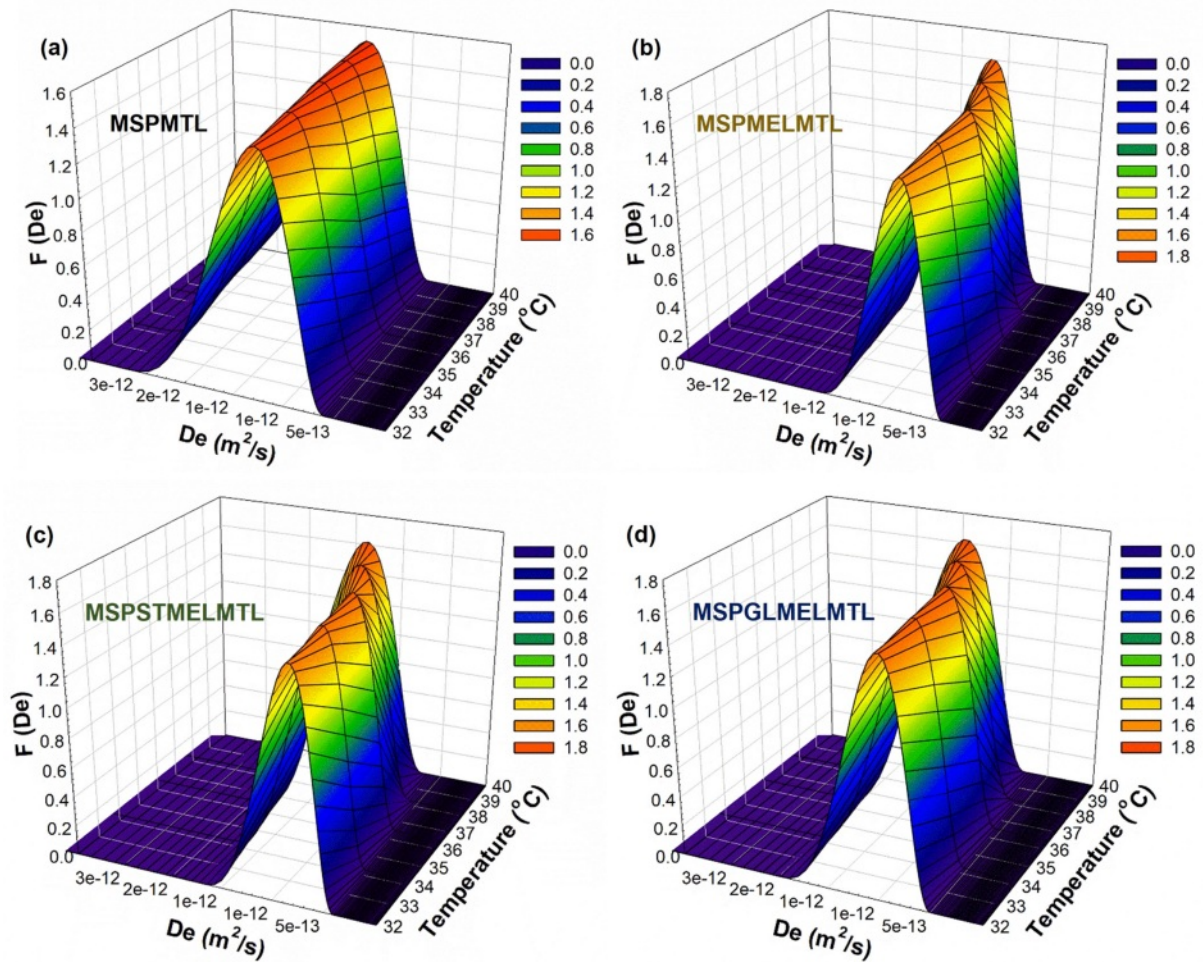 (a)
MSPMTL
1.6
1.4
1.2
1.0
0.8
0.6
0.4
0.2
0.0
F (De)
3e-12
2e-12
1e-12
1e-12
5e-13
De (m²/s)
32
33
34
35
36
37
38
39
40
Temperature (°C)
0.0
0.2
0.4
0.6
0.8
1.0
1.2
1.4
1.6
(b)
MSPMELMTL
1.8
1.6
1.4
1.2
1.0
0.8
0.6
0.4
0.2
0.0
F (De)
3e-12
2e-12
1e-12
1e-12
5e-13
De (m²/s)
32
33
34
35
36
37
38
39
40
Temperature (°C)
0.0
0.2
0.4
0.6
0.8
1.0
1.2
1.4
1.6
1.8
(c)
MSPSTMELMTL
1.8
1.6
1.4
1.2
1.0
0.8
0.6
0.4
0.2
0.0
F (De)
3e-12
2e-12
1e-12
1e-12
5e-13
De (m²/s)
32
33
34
35
36
37
38
39
40
Temperature (°C)
0.0
0.2
0.4
0.6
0.8
1.0
1.2
1.4
1.6
1.8
(d)
MSPGLMELMTL
1.8
1.6
1.4
1.2
1.0
0.8
0.6
0.4
0.2
0.0
F (De)
3e-12
2e-12
1e-12
1e-12
5e-13
De (m²/s)
32
33
34
35
36
37
38
39
40
Temperature (°C)
0.0
0.2
0.4
0.6
0.8
1.0
1.2
1.4
1.6
1.8